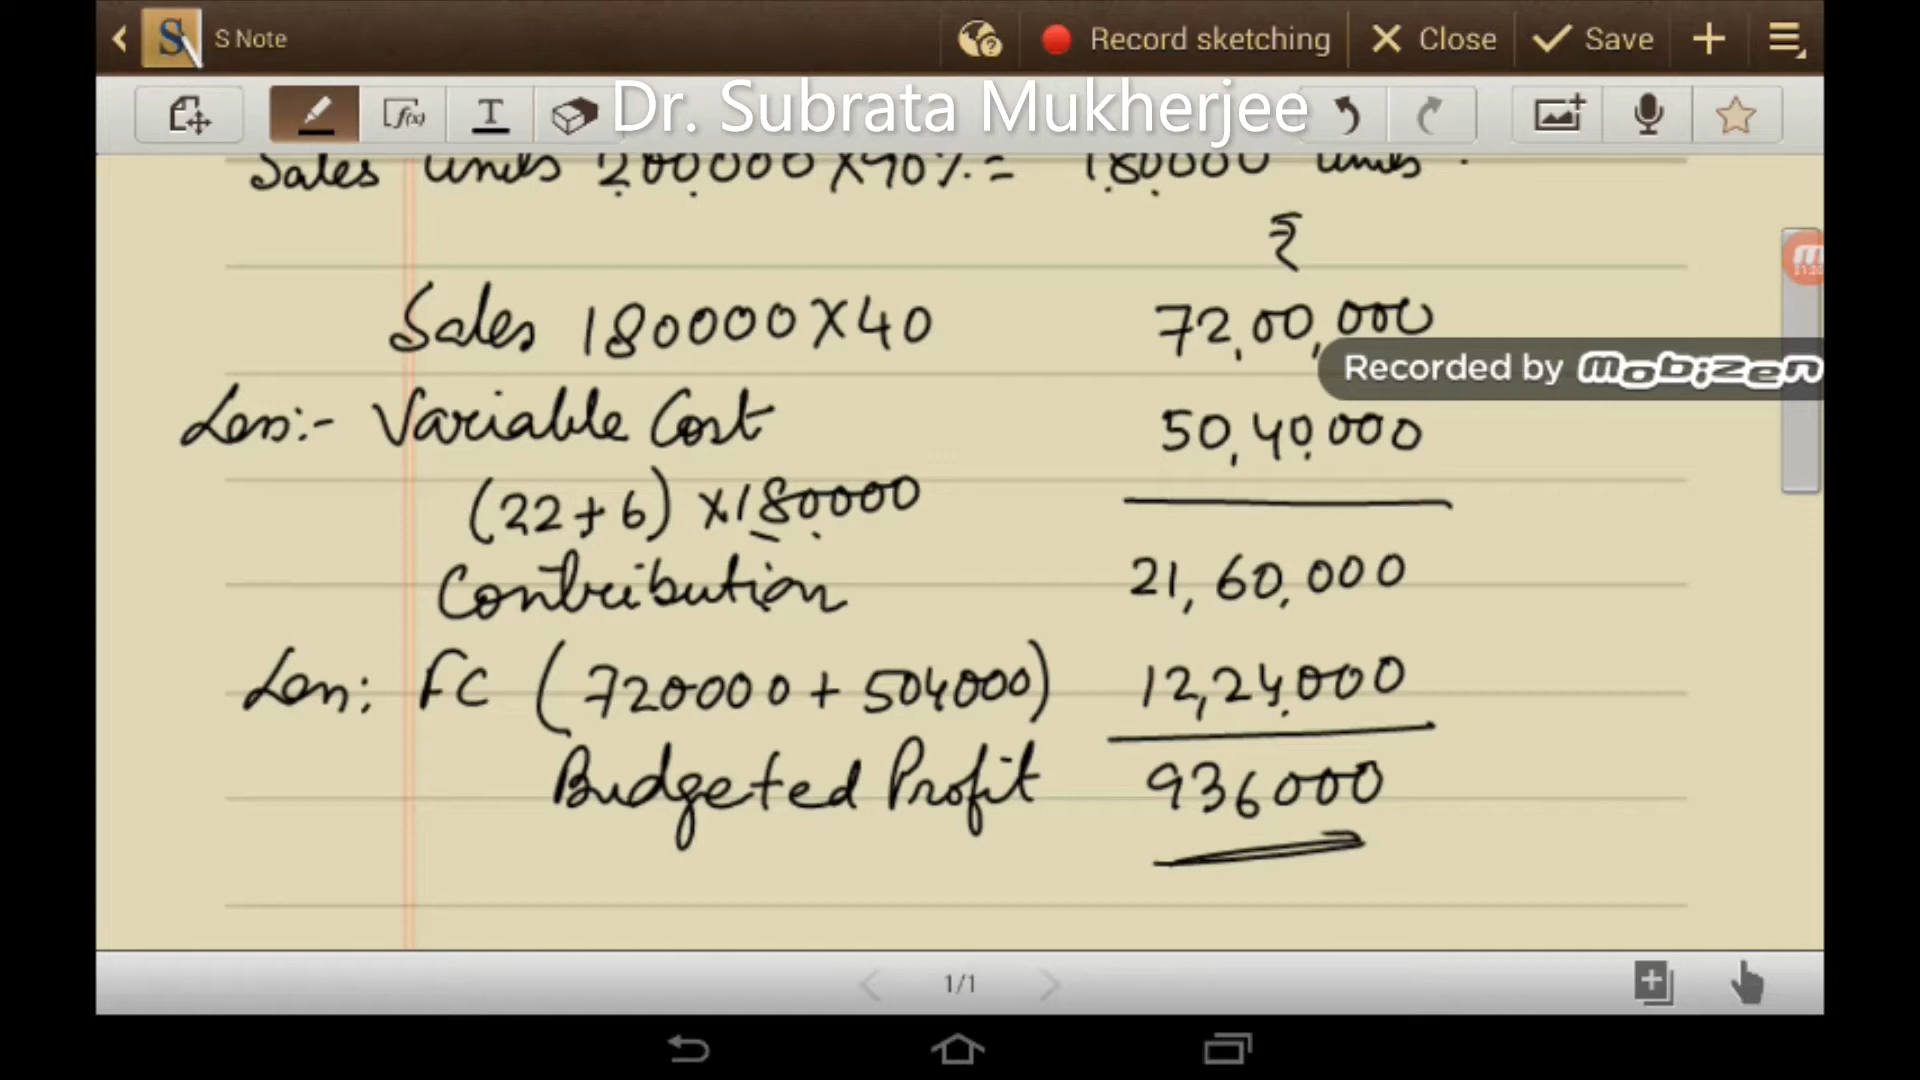 S Note
Record sketching
Close
Save
Dr. Subrata Mukherjee
Sales units 200000 X90% = 180000 units
₹
Sales 180000 X 40 72,00,000
Recorded by mobizen
Less:- Variable Cost 50,40,000
(22+6) ×180000
Contribution 21,60,000
Less: FC (720000 + 504000) 12,24,000
Budgeted Profit 936000
1/1